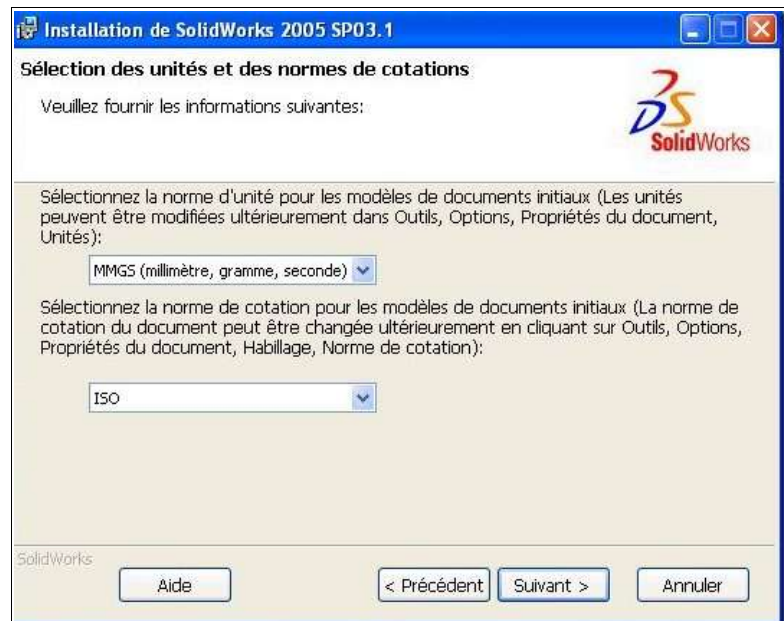 Installation de SolidWorks 2005 SP03.1
Sélection des unités et des normes de cotations
Veuillez fournir les informations suivantes:
SolidWorks
Sélectionnez la norme d'unité pour les modèles de documents initiaux (Les unités
peuvent être modifiées ultérieurement dans Outils, Options, Propriétés du document,
Unités):
MMGS (millimètre, gramme, seconde)
Sélectionnez la norme de cotation pour les modèles de documents initiaux (La norme de
cotation du document peut être changée ultérieurement en cliquant sur Outils, Options,
Propriétés du document, Habillage, Norme de cotation):
ISO
SolidWorks
Aide
< Précédent
Suivant >
Annuler